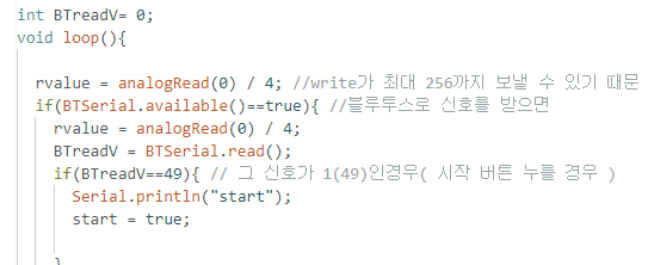 int BTreadV= 0;
void loop(){
rvalue = analogRead(0) / 4; //write가 최대 256까지 보낼 수 있기 때문
if(BTSerial.available()==true){ //블루투스로 신호를 받으면
rvalue = analogRead(0) / 4;
BTreadV = BTSerial.read();
if(BTreadV==49){ // 그 신호가 1(49)인경우( 시작 버튼 누를 경우 )
Serial.println("start");
start = true;
}